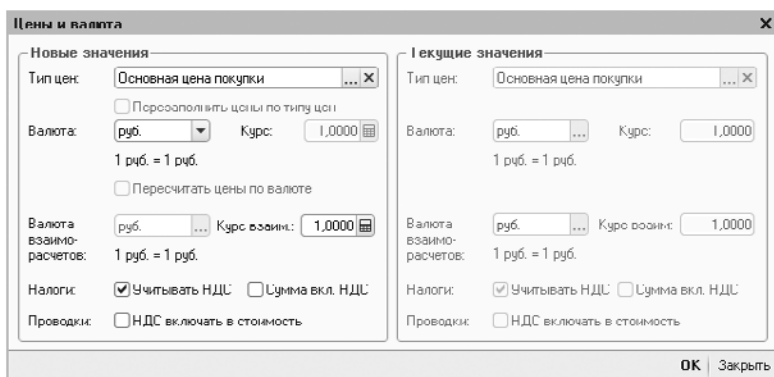 Цены и валюта
Новые значения
Тип цен: Основная цена покупки ...
Перезаполнить цены по типу цен
Валюта: руб. Курс: 1,0000
1 руб. = 1 руб.
Пересчитать цены по валюте
Валюта взаимо-расчетов: руб. ... Курс взаим.: 1,0000
1 руб. = 1 руб.
Налоги: Учитывать НДС Сумма вкл. НДС
Проводки: НДС включать в стоимость
Текущие значения
Тип цен: Основная цена покупки ...
Валюта: руб. ... Курс: 1,0000
1 руб. = 1 руб.
Валюта взаимо-расчетов: руб. ... Курс взаим: 1,0000
1 руб. = 1 руб.
Налоги: Учитывать НДС Сумма вкл. НДС
Проводки: НДС включать в стоимость
OK Закрыть